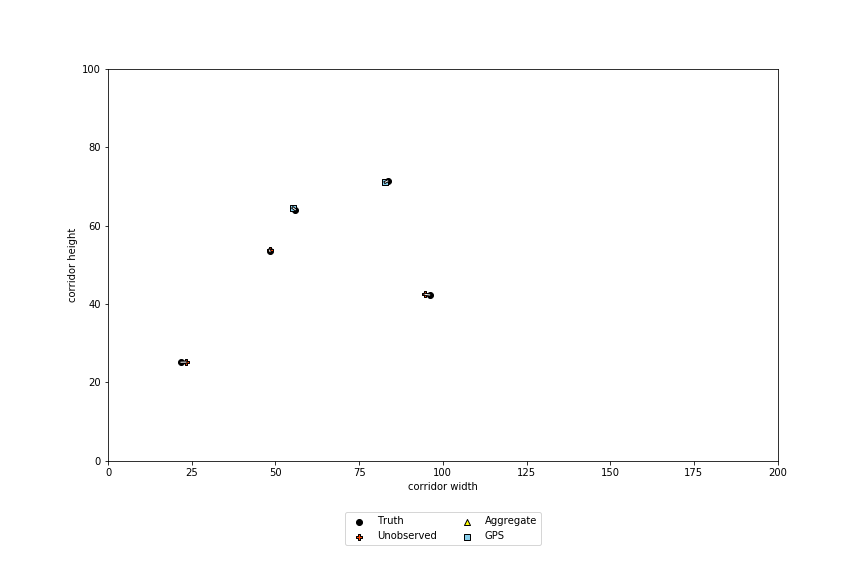 100
80
60
40
20
0
corridor height
0 25 50 75 100 125 150 175 200
corridor width
Truth Aggregate
Unobserved GPS